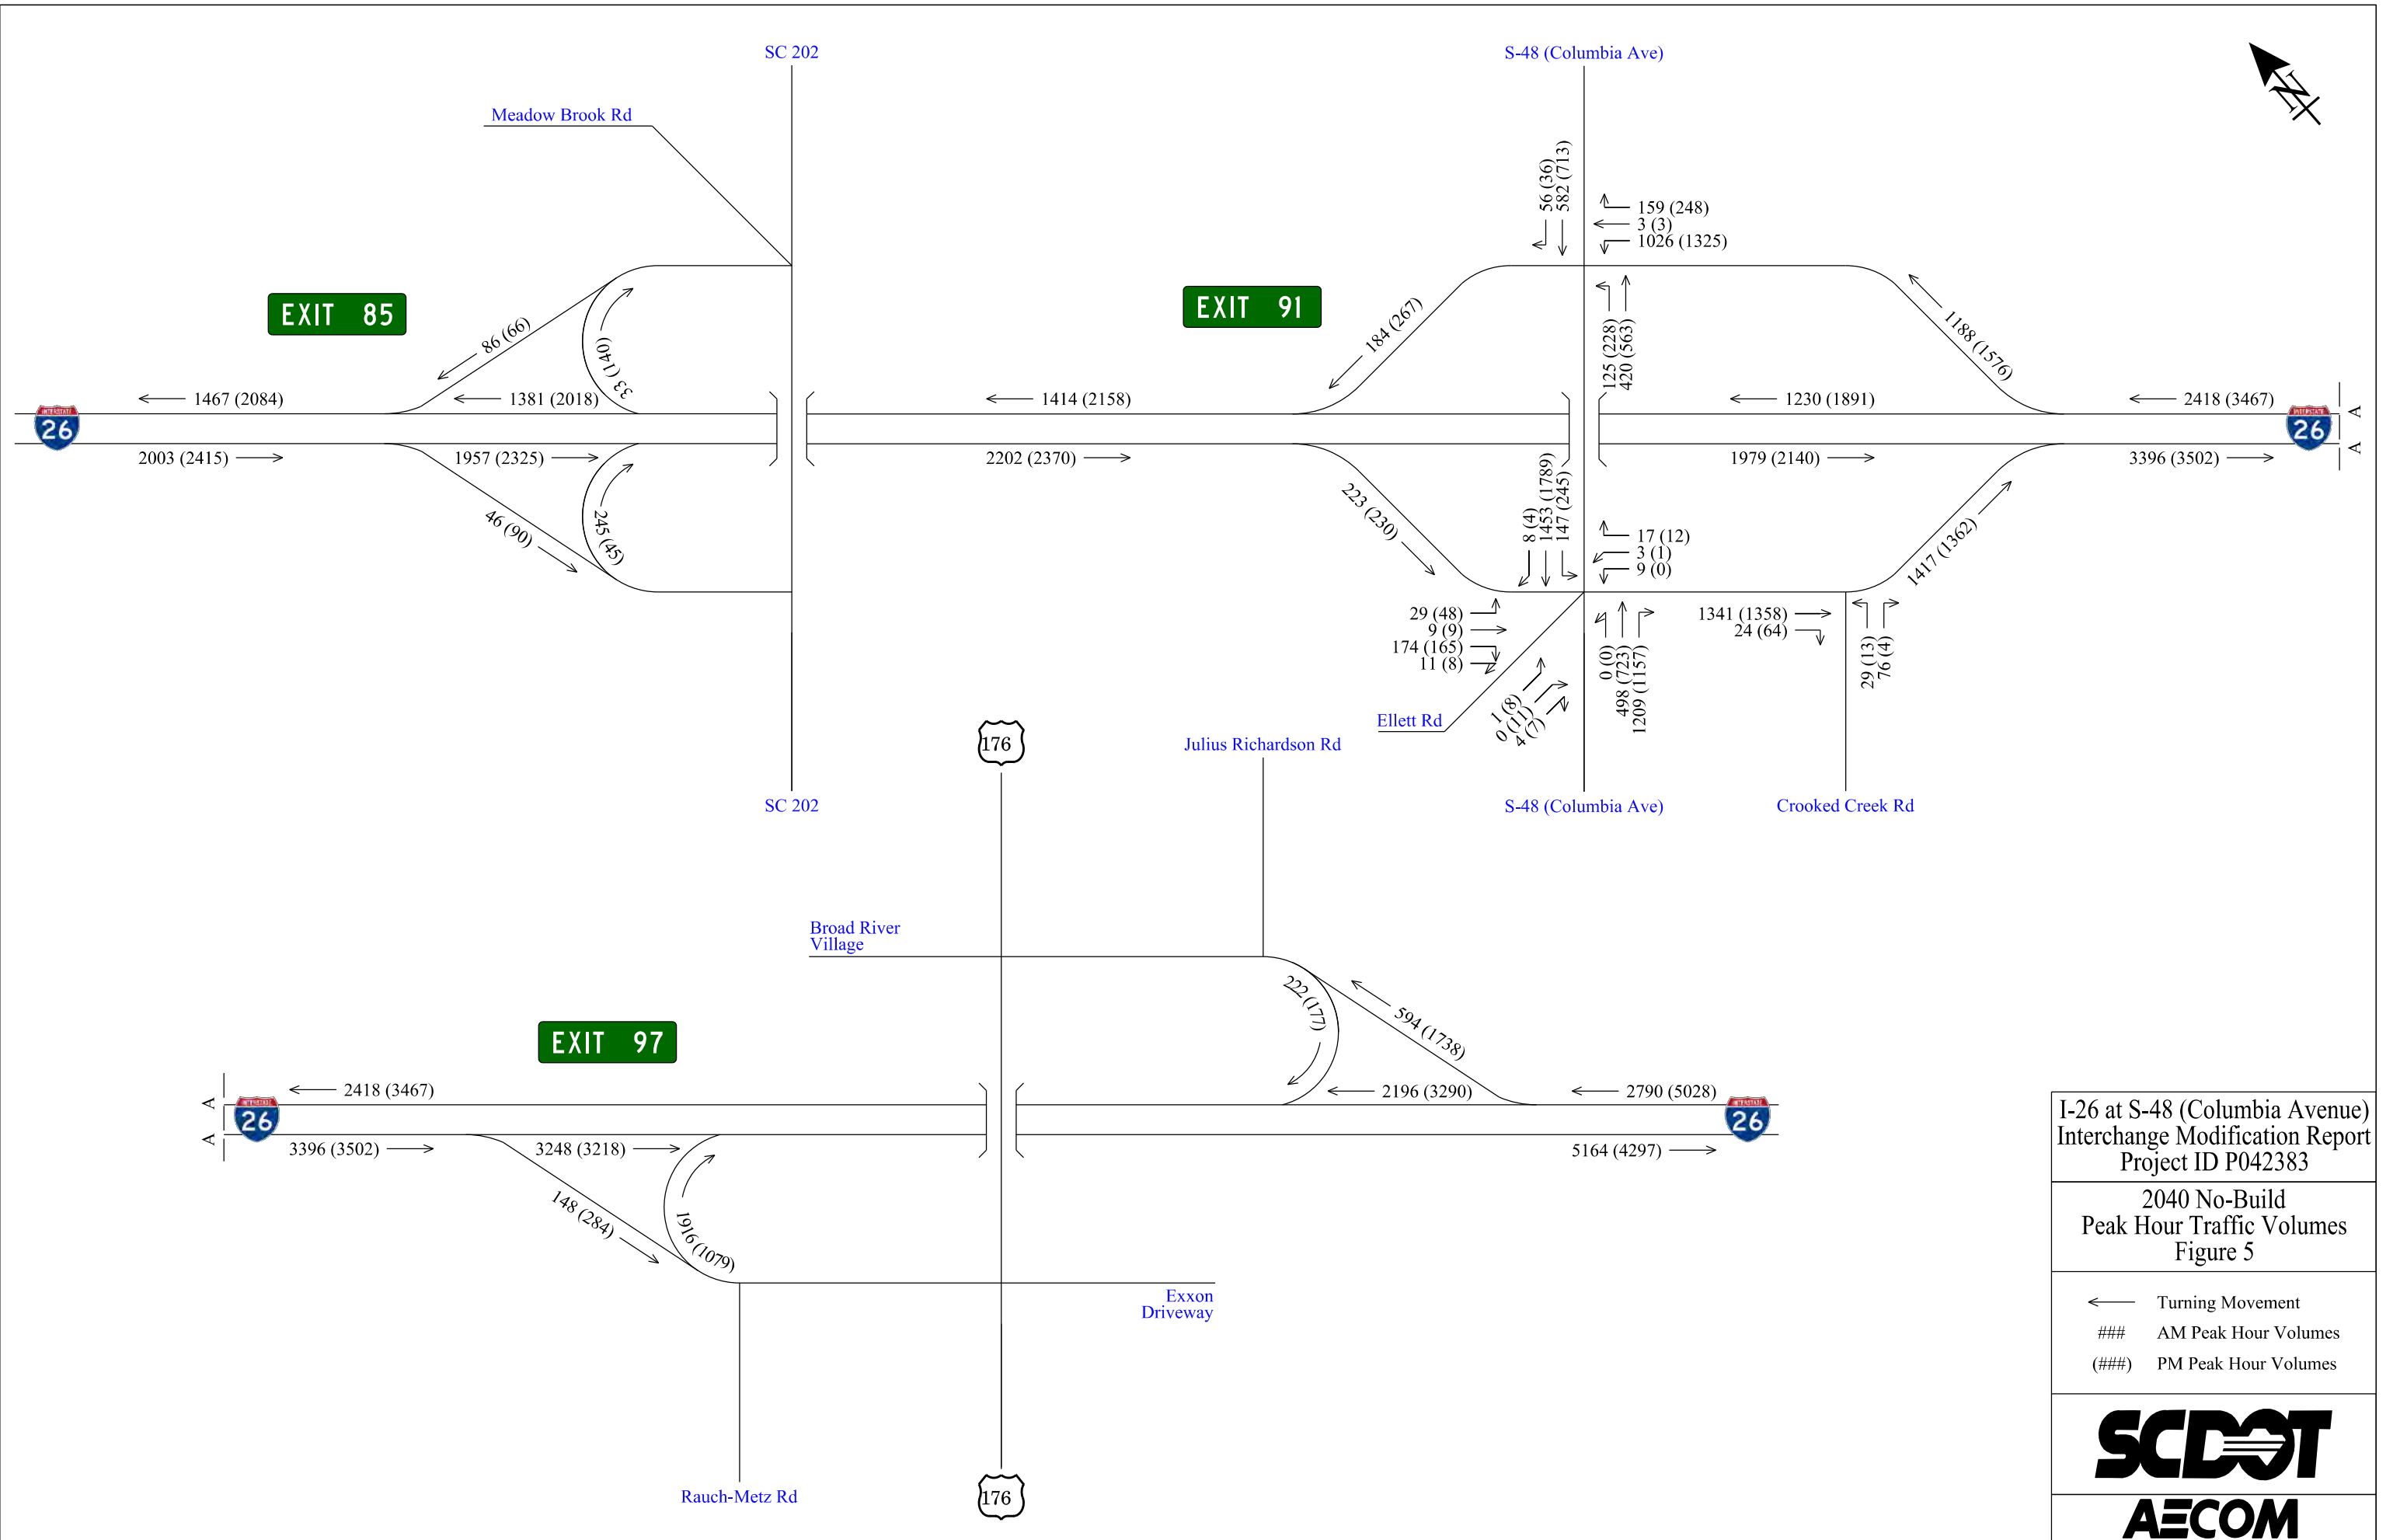 SC 202
S-48 (Columbia Ave)
N
Meadow Brook Rd
56 (36)
582 (713)
159 (248)
3 (3)
1026 (1325)
EXIT 85
EXIT 91
86 (66)
33 (140)
184 (267)
125 (228)
420 (563)
1188 (1576)
1467 (2084)
1381 (2018)
1414 (2158)
1230 (1891)
2418 (3467)
A
INTERSTATE
26
INTERSTATE
26
A
2003 (2415)
1957 (2325)
2202 (2370)
1979 (2140)
3396 (3502)
46 (90)
245 (45)
223 (230)
8 (4)
1453 (1789)
147 (245)
17 (12)
3 (1)
9 (0)
1417 (1362)
29 (48)
9 (9)
174 (165)
11 (8)
1 (8)
0 (11)
4 (7)
0 (0)
498 (723)
1209 (1157)
1341 (1358)
24 (64)
29 (13)
76 (4)
Ellett Rd
176
Julius Richardson Rd
SC 202
S-48 (Columbia Ave)
Crooked Creek Rd
Broad River
Village
222 (177)
594 (1738)
EXIT 97
2418 (3467)
2196 (3290)
2790 (5028)
A
INTERSTATE
26
INTERSTATE
26
A
3396 (3502)
3248 (3218)
5164 (4297)
148 (284)
1916 (1079)
Exxon
Driveway
Rauch-Metz Rd
176
I-26 at S-48 (Columbia Avenue)
Interchange Modification Report
Project ID P042383
2040 No-Build
Peak Hour Traffic Volumes
Figure 5
Turning Movement
### AM Peak Hour Volumes
(###) PM Peak Hour Volumes
SCDOT
AECOM